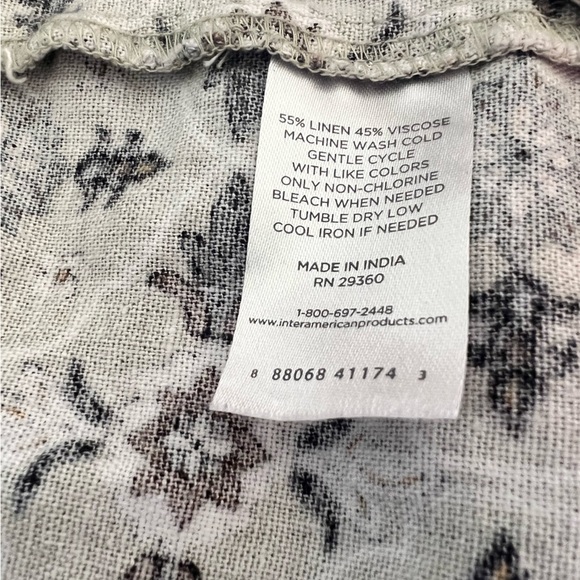 55% LINEN 45% VISCOSE
MACHINE WASH COLD
GENTLE CYCLE
WITH LIKE COLORS
ONLY NON-CHLORINE
BLEACH WHEN NEEDED
TUMBLE DRY LOW
COOL IRON IF NEEDED
MADE IN INDIA
RN 29360
1-800-697-2448
www.interamericanproducts.com
8 88068 41174 3